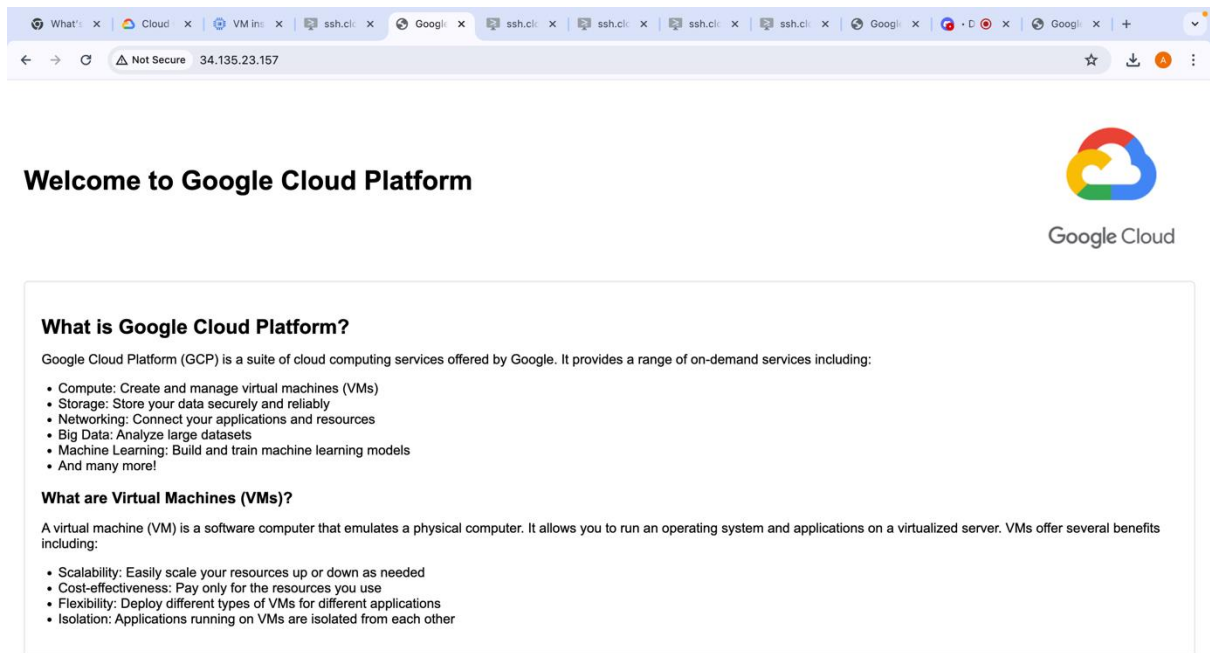 What's
Cloud
VM ins
ssh.clo
Google
ssh.clo
ssh.clo
ssh.clo
ssh.clo
Google
D
Google
Not Secure 34.135.23.157
A
Welcome to Google Cloud Platform
Google Cloud
What is Google Cloud Platform?
Google Cloud Platform (GCP) is a suite of cloud computing services offered by Google. It provides a range of on-demand services including:
• Compute: Create and manage virtual machines (VMs)
• Storage: Store your data securely and reliably
• Networking: Connect your applications and resources
• Big Data: Analyze large datasets
• Machine Learning: Build and train machine learning models
• And many more!
What are Virtual Machines (VMs)?
A virtual machine (VM) is a software computer that emulates a physical computer. It allows you to run an operating system and applications on a virtualized server. VMs offer several benefits
including:
• Scalability: Easily scale your resources up or down as needed
• Cost-effectiveness: Pay only for the resources you use
• Flexibility: Deploy different types of VMs for different applications
• Isolation: Applications running on VMs are isolated from each other